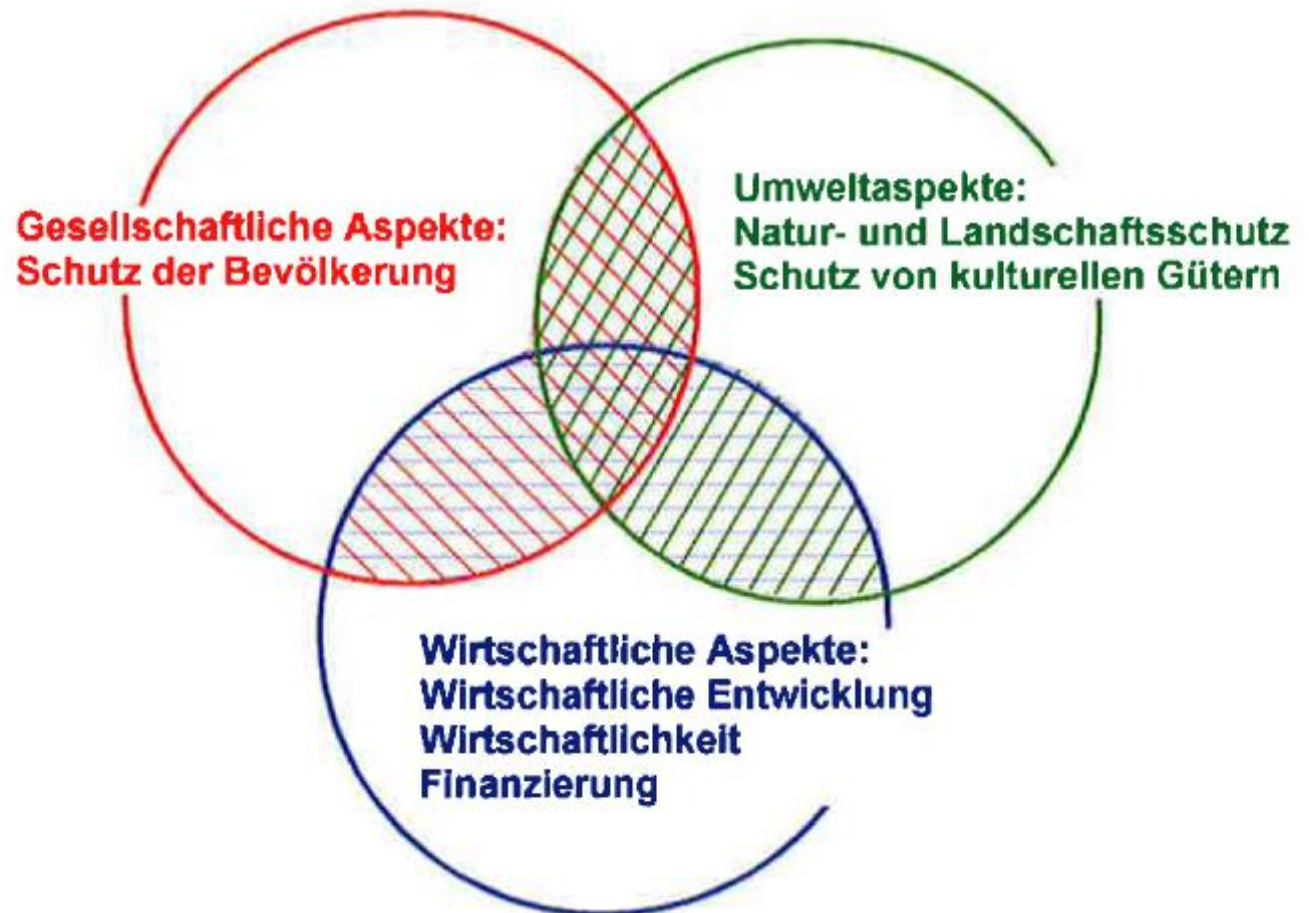 Gesellschaftliche Aspekte:
Schutz der Bevölkerung
Umweltaspekte:
Natur- und Landschaftsschutz
Schutz von kulturellen Gütern
Wirtschaftliche Aspekte:
Wirtschaftliche Entwicklung
Wirtschaftlichkeit
Finanzierung